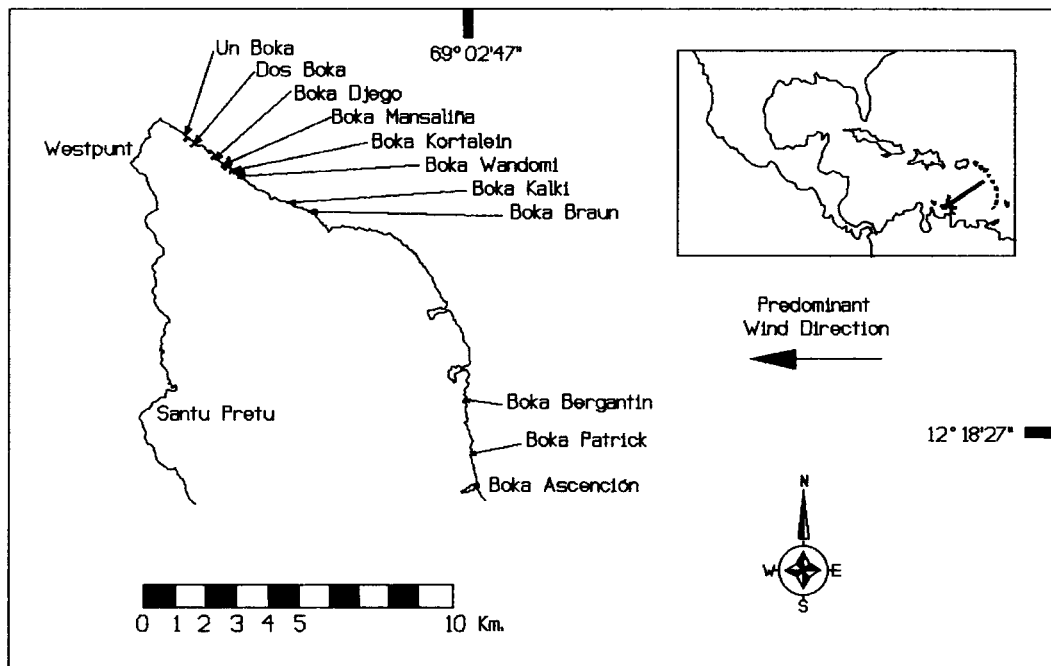 69° 02'47"
Un Boka
Dos Boka
Boka Djego
Boka Mansaliña
Boka Kortalein
Boka Wandomi
Boka Kalki
Boka Braun
Westpunt
Predominant
Wind Direction
Santu Pretu
Boka Bergantin
Boka Patrick
Boka Ascención
12° 18'27"
N
W
E
S
0 1 2 3 4 5 10 Km.